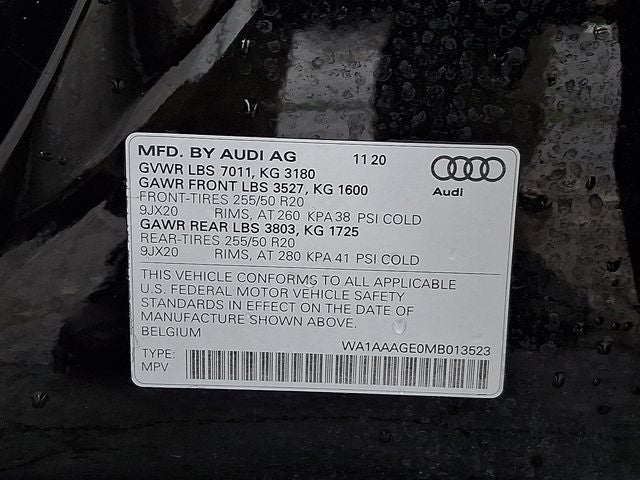 MFD. BY AUDI AG 11 20
GVWR LBS 7011, KG 3180
GAWR FRONT LBS 3527, KG 1600
Audi
FRONT-TIRES 255/50 R20
9JX20 RIMS, AT 260 KPA 38 PSI COLD
GAWR REAR LBS 3803, KG 1725
REAR-TIRES 255/50 R20
9JX20 RIMS, AT 280 KPA 41 PSI COLD
THIS VEHICLE CONFORMS TO ALL APPLICABLE
U.S. FEDERAL MOTOR VEHICLE SAFETY
STANDARDS IN EFFECT ON THE DATE OF
MANUFACTURE SHOWN ABOVE.
BELGIUM
WA1AAAGE0MB013523
TYPE:
MPV